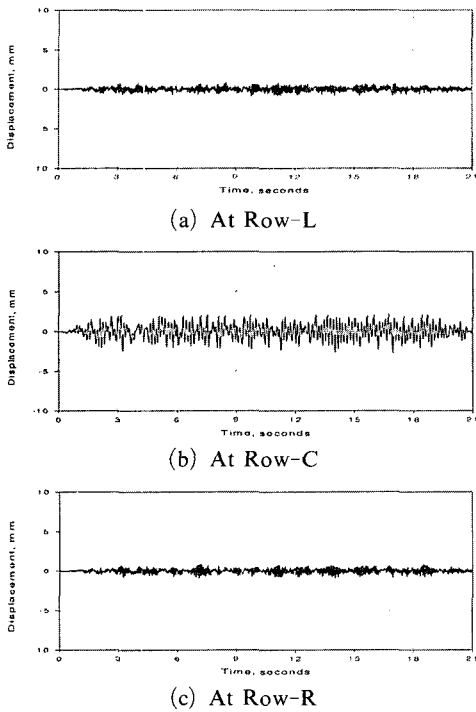 10
5
0
5
10
Displacement, mm
0 3 6 9 12 15 18 21
Time, seconds
(a) At Row-L
10
5
0
-5
-10
Displacement, mm
0 3 6 9 12 15 18 21
Time, seconds
(b) At Row-C
10
5
0
-5
-10
Displacement, mm
0 3 6 9 12 15 18 21
Time, seconds
(c) At Row-R